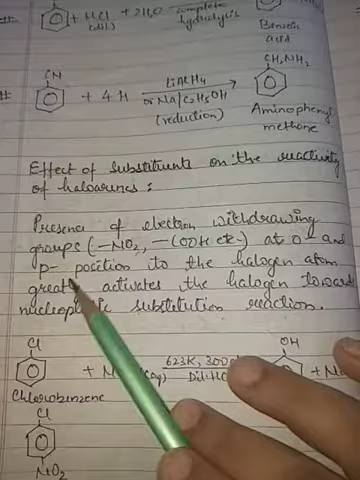 + HCl + 2H₂O complete
(dil.) hydrolysis
Benzoic
acid
CN CH₂NH₂
+ 4H LiAlH₄
or Na/C₂H₅OH
(reduction) Aminophenyl
methane
Effect of substituents on the reactivity
of haloarenes :
Presence of electron withdrawing
groups (-NO₂, -COOH etc-) at o- and
p- position to the halogen atom
greatly activates the halogen towards
substitution reaction.
Cl OH
+ 623K, 300
Dil.
Chlorobenzene
Cl
NO₂